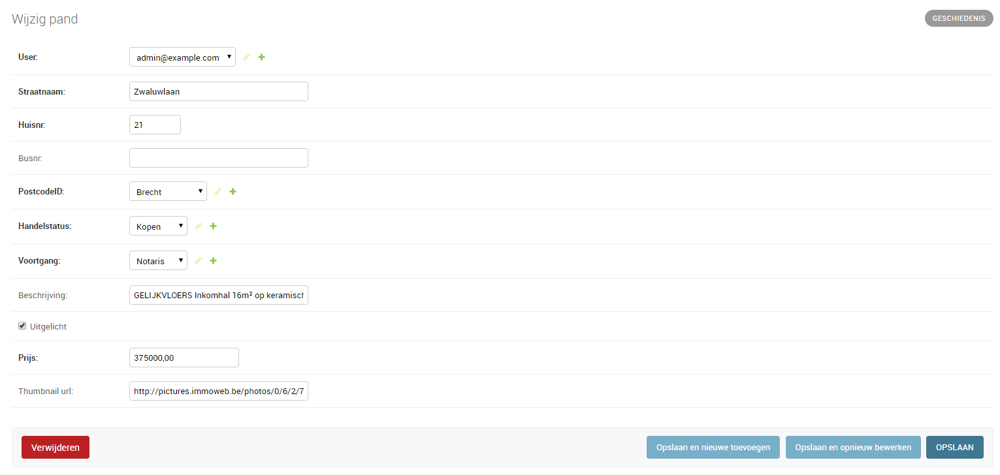 Wijzig pand
GESCHIEDENIS
User: admin@example.com
Straatnaam: Zwaluwlaan
Huisnr: 21
Busnr:
PostcodeID: Brecht
Handelstatus: Kopen
Voortgang: Notaris
Beschrijving: GELIJKVLOERS Inkomhal 16m² op keramisch
Uitgelicht
Prijs: 375000,00
Thumbnail url: http://pictures.immoweb.be/photos/0/6/2/7
Verwijderen Opslaan en nieuwe toevoegen Opslaan en opnieuw bewerken OPSLAAN